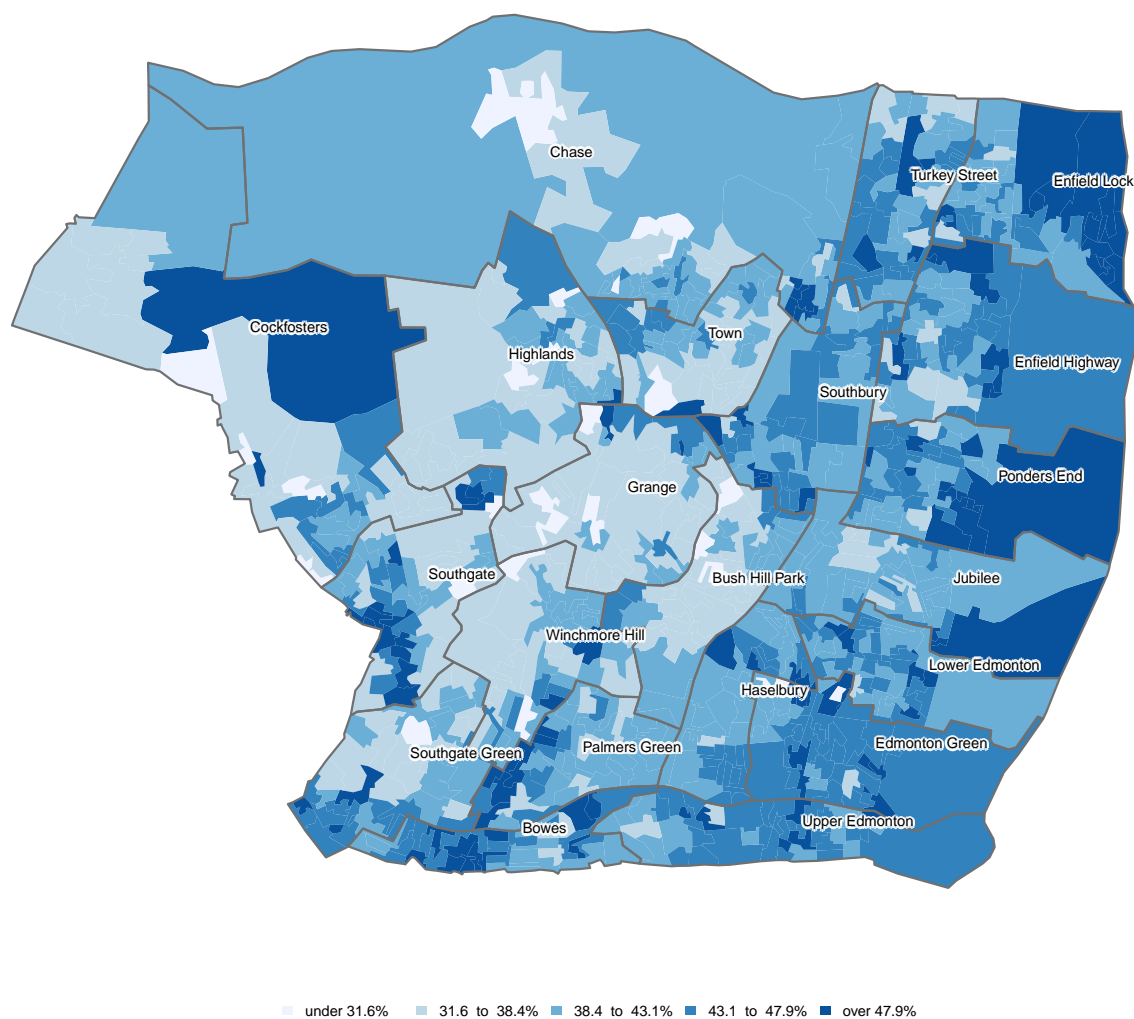 Chase
Turkey Street
Enfield Lock
Cockfosters
Town
Highlands
Enfield Highway
Southbury
Ponders End
Grange
Southgate
Bush Hill Park
Jubilee
Winchmore Hill
Lower Edmonton
Haselbury
Edmonton Green
Palmers Green
Southgate Green
Upper Edmonton
Bowes
under 31.6% 31.6 to 38.4% 38.4 to 43.1% 43.1 to 47.9% over 47.9%